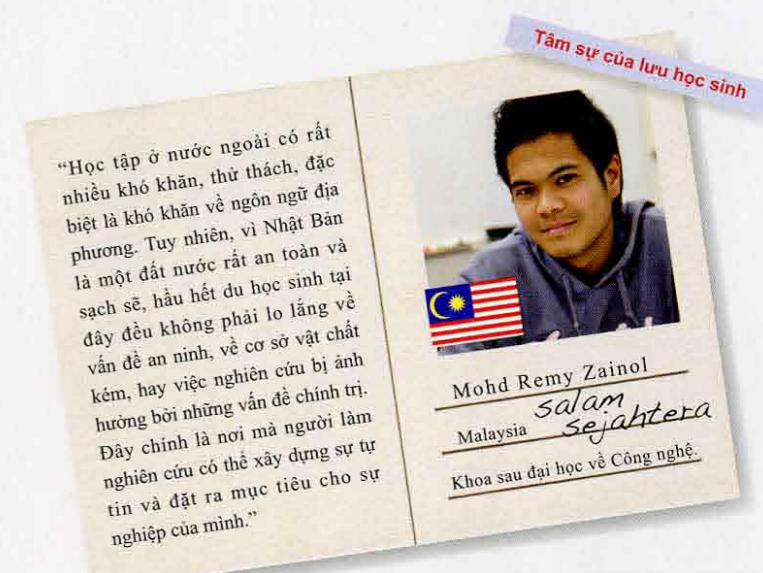 Tâm sự của lưu học sinh
“Học tập ở nước ngoài có rất
nhiều khó khăn, thử thách, đặc
biệt là khó khăn về ngôn ngữ địa
phương. Tuy nhiên, vì Nhật Bản
là một đất nước rất an toàn và
sạch sẽ, hầu hết du học sinh tại
đây đều không phải lo lắng về
vấn đề an ninh, về cơ sở vật chất
kém, hay việc nghiên cứu bị ảnh
hưởng bởi những vấn đề chính trị.
Đây chính là nơi mà người làm
nghiên cứu có thể xây dựng sự tự
tin và đặt ra mục tiêu cho sự
nghiệp của mình.”
Mohd Remy Zainol
Malaysia salam
sejahtera
Khoa sau đại học về Công nghệ.